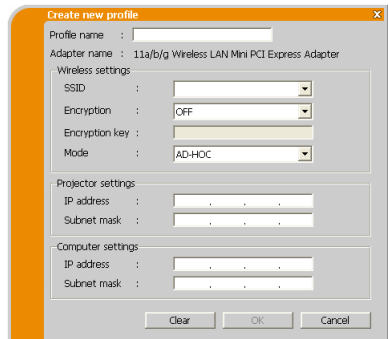 Create new profile
Profile name :
Adapter name : 11a/b/g Wireless LAN Mini PCI Express Adapter
Wireless settings
SSID :
Encryption : OFF
Encryption key :
Mode : AD-HOC
Projector settings
IP address : . . .
Subnet mask : . . .
Computer settings
IP address : . . .
Subnet mask : . . .
Clear OK Cancel